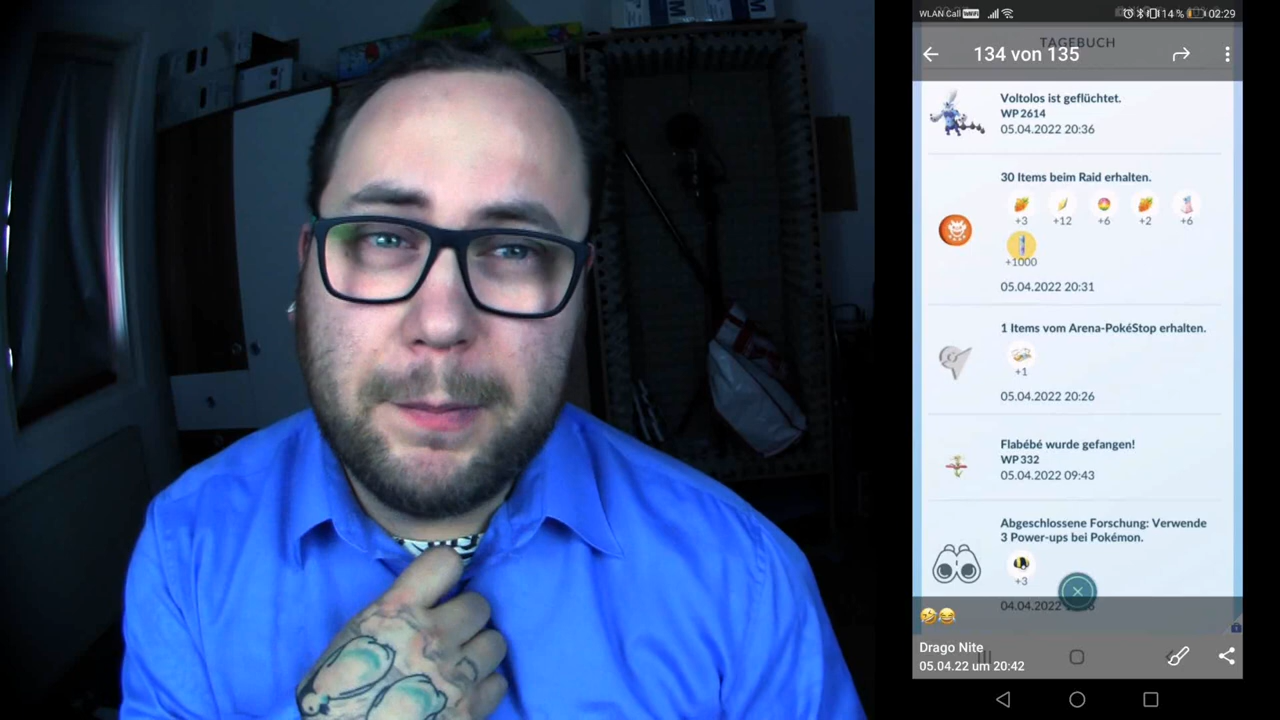 WLAN Call VoWiFi
14 %
02:29
TAGEBUCH
134 von 135
Voltolos ist geflüchtet.
WP 2614
05.04.2022 20:36
30 Items beim Raid erhalten.
+3 +12 +6 +2 +6
+1000
05.04.2022 20:31
1 Items vom Arena-PokéStop erhalten.
+1
05.04.2022 20:26
Flabébé wurde gefangen!
WP 332
05.04.2022 09:43
Abgeschlossene Forschung: Verwende
3 Power-ups bei Pokémon.
+3
04.04.2022
Drago Nite
05.04.22 um 20:42